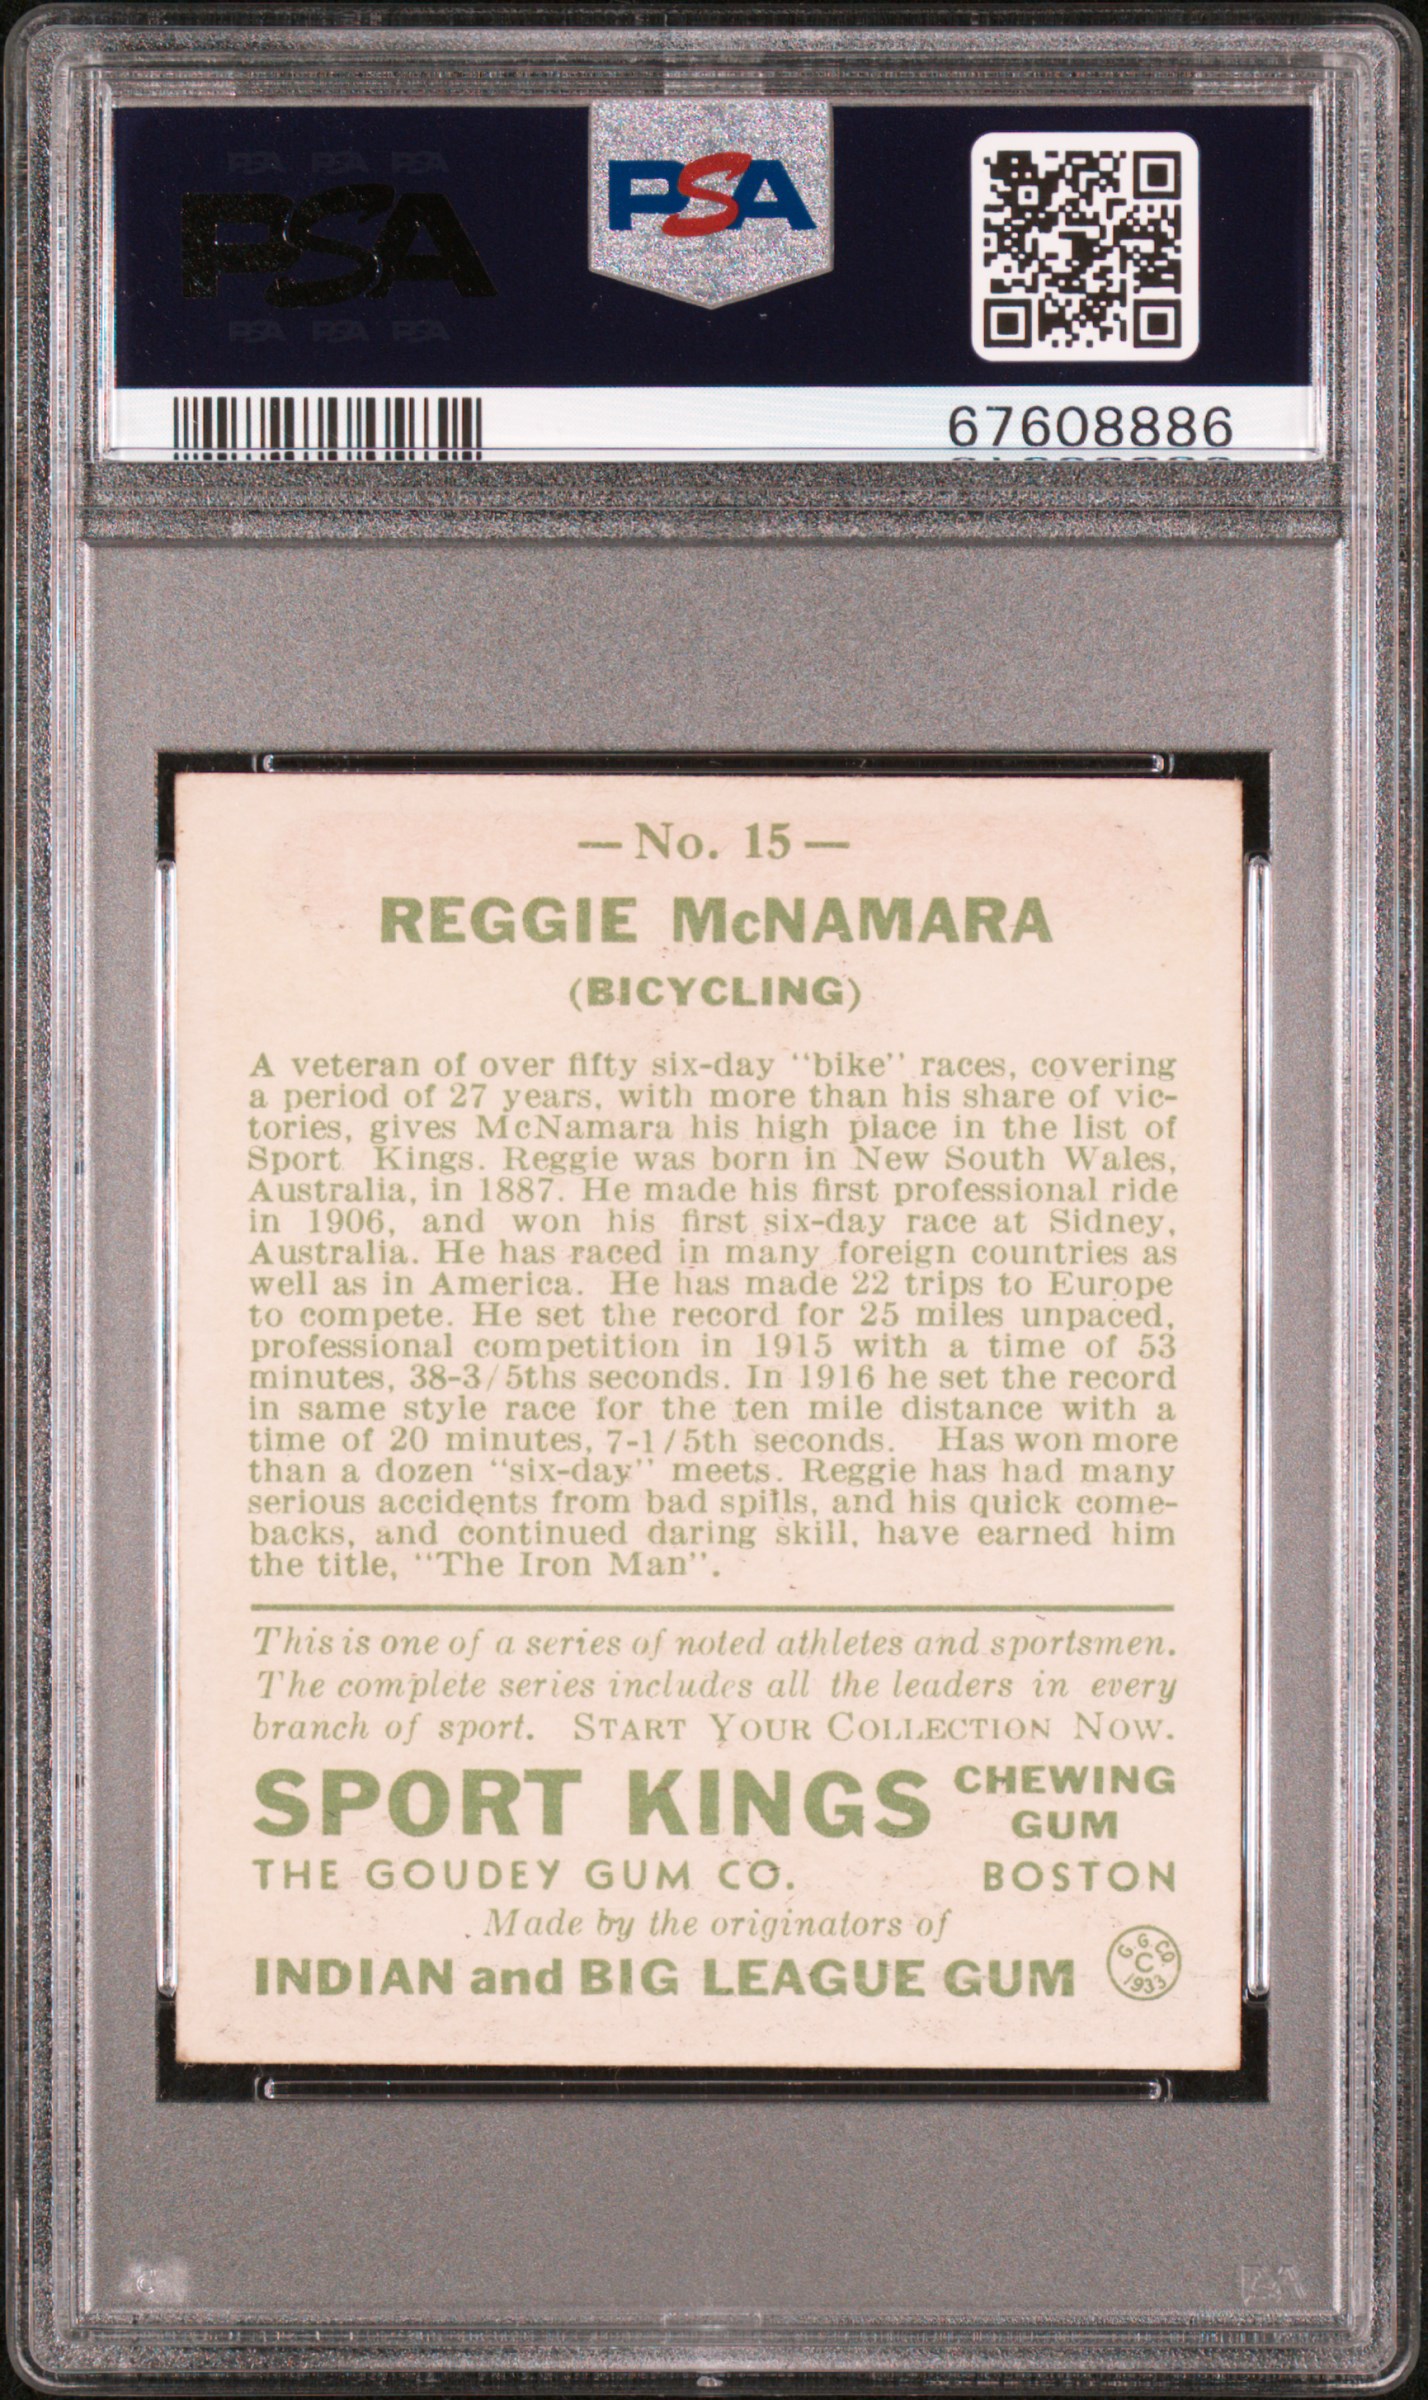 PSA PSA PSA
PSA
PSA PSA PSA
PSA
67608886
—No. 15—
REGGIE McNAMARA
(BICYCLING)
A veteran of over fifty six-day "bike" races, covering
a period of 27 years, with more than his share of vic-
tories, gives McNamara his high place in the list of
Sport Kings. Reggie was born in New South Wales,
Australia, in 1887. He made his first professional ride
in 1906, and won his first six-day race at Sidney,
Australia. He has raced in many foreign countries as
well as in America. He has made 22 trips to Europe
to compete. He set the record for 25 miles unpaced,
professional competition in 1915 with a time of 53
minutes, 38-3/5ths seconds. In 1916 he set the record
in same style race for the ten mile distance with a
time of 20 minutes, 7-1/5th seconds. Has won more
than a dozen "six-day" meets. Reggie has had many
serious accidents from bad spills, and his quick come-
backs, and continued daring skill, have earned him
the title, "The Iron Man".
This is one of a series of noted athletes and sportsmen.
The complete series includes all the leaders in every
branch of sport. START YOUR COLLECTION NOW.
SPORT KINGS CHEWING GUM
THE GOUDEY GUM CO. BOSTON
Made by the originators of
INDIAN and BIG LEAGUE GUM
G. G. CO.
C
1933